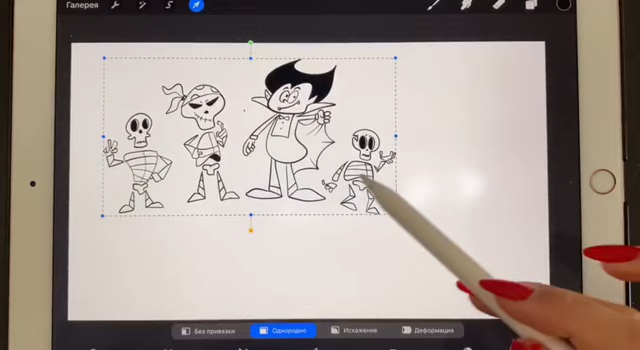 Галерея
Без привязки
Однородно
Искажение
Деформация